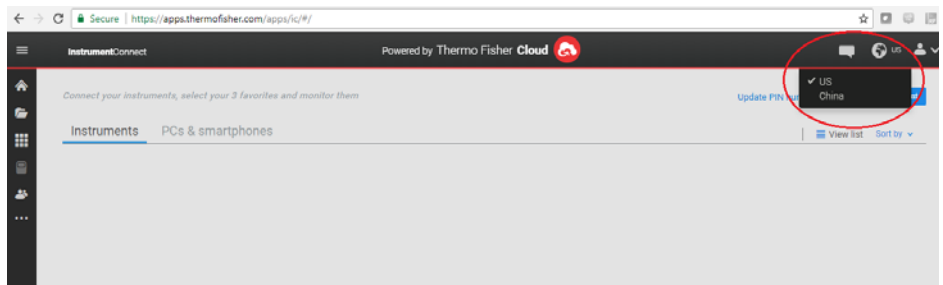 Secure | https://apps.thermofisher.com/apps/ic/#/
InstrumentConnect
Powered by Thermo Fisher Cloud
US
US
China
Connect your instruments, select your 3 favorites and monitor them
Update PIN
Instruments
PCs & smartphones
View list
Sort by